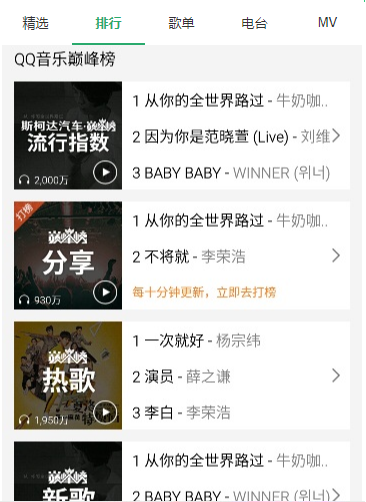 精选 排行 歌单 电台 MV
QQ音乐巅峰榜
斯柯达汽车·巅峰榜
流行指数
2,000万
1 从你的全世界路过 - 牛奶咖..
2 因为你是范晓萱 (Live) - 刘维
3 BABY BABY - WINNER (위너)
打榜
巅峰榜
分享
930万
1 从你的全世界路过 - 牛奶咖..
2 不将就 - 李荣浩
每十分钟更新，立即去打榜
巅峰榜
热歌
1,950万
1 一次就好 - 杨宗纬
2 演员 - 薛之谦
3 李白 - 李荣浩
巅峰榜
新歌
1 从你的全世界路过 - 牛奶咖..
2 BABY BABY - WINNER (위너)